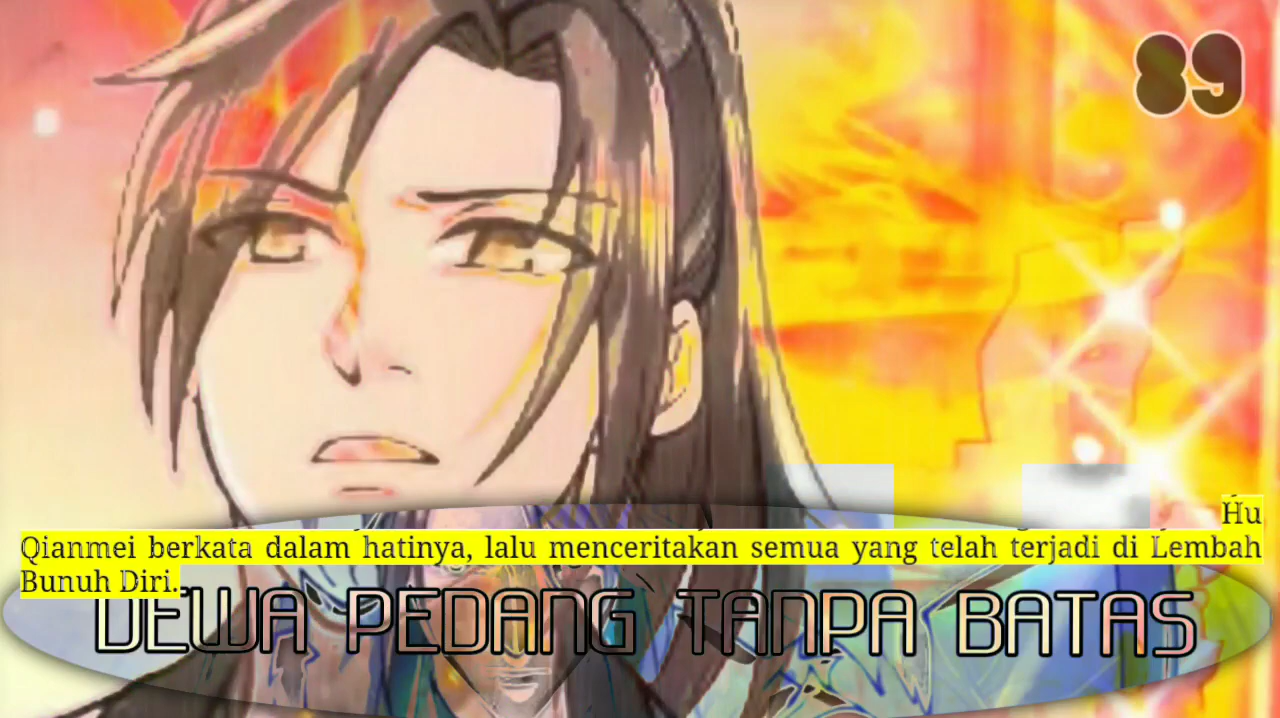 89
Hu
Qianmei berkata dalam hatinya, lalu menceritakan semua yang telah terjadi di Lembah
Bunuh Diri.
DEWA PEDANG TANPA BATAS